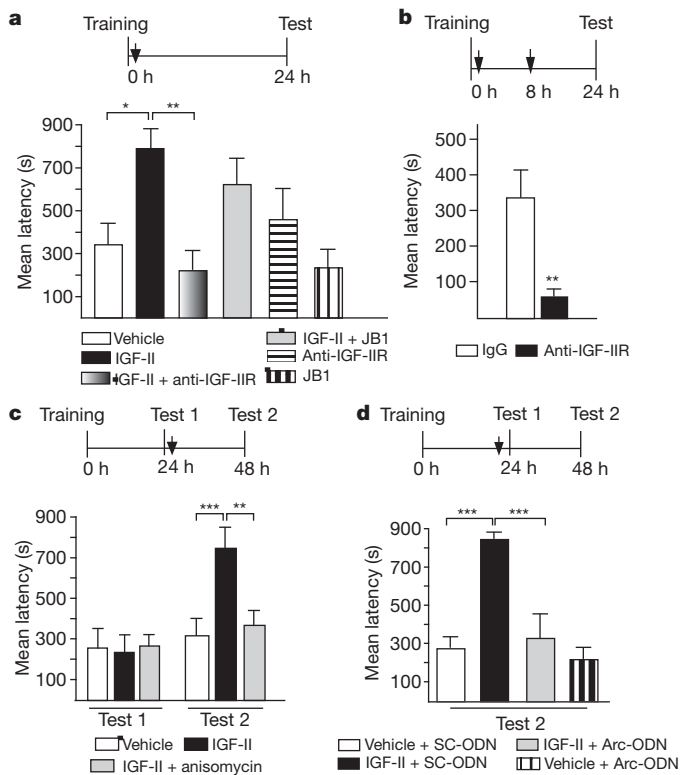 a
Training Test
0 h 24 h
* **
Mean latency (s)
900
700
500
300
100
Vehicle
IGF-II
IGF-II + anti-IGF-IIR
IGF-II + JB1
Anti-IGF-IIR
JB1
b
Training Test
0 h 8 h 24 h
Mean latency (s)
500
400
300
200
100
**
IgG Anti-IGF-IIR
c
Training Test 1 Test 2
0 h 24 h 48 h
Mean latency (s)
900
700
500
300
100
*** **
Test 1 Test 2
Vehicle IGF-II
IGF-II + anisomycin
d
Training Test 1 Test 2
0 h 24 h 48 h
Mean latency (s)
900
700
500
300
100
*** ***
Test 2
Vehicle + SC-ODN IGF-II + Arc-ODN
IGF-II + SC-ODN Vehicle + Arc-ODN